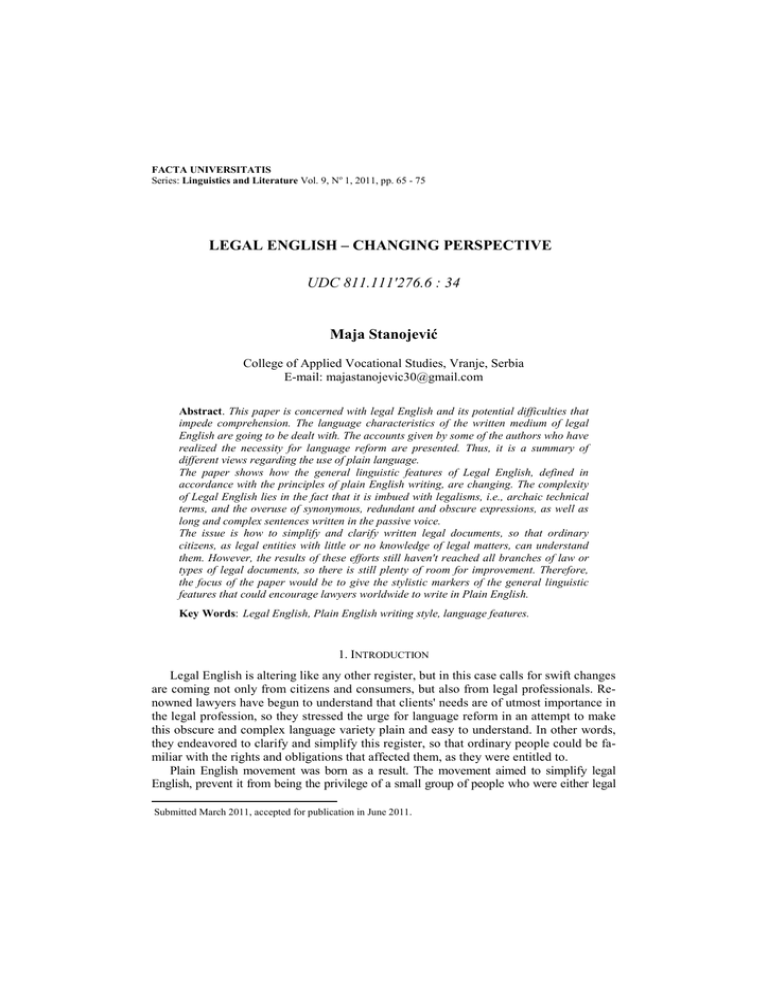 FACTA UNIVERSITATIS
Series: Linguistics and Literature Vol. 9, Nº 1, 2011, pp. 65 - 75
LEGAL ENGLISH – CHANGING PERSPECTIVE
UDC 811.111'276.6 : 34
Maja Stanojević
College of Applied Vocational Studies, Vranje, Serbia
E-mail: majastanojevic30@gmail.com
Abstract. This paper is concerned with legal English and its potential difficulties that
impede comprehension. The language characteristics of the written medium of legal
English are going to be dealt with. The accounts given by some of the authors who have
realized the necessity for language reform are presented. Thus, it is a summary of
different views regarding the use of plain language.
The paper shows how the general linguistic features of Legal English, defined in
accordance with the principles of plain English writing, are changing. The complexity
of Legal English lies in the fact that it is imbued with legalisms, i.e., archaic technical
terms, and the overuse of synonymous, redundant and obscure expressions, as well as
long and complex sentences written in the passive voice.
The issue is how to simplify and clarify written legal documents, so that ordinary
citizens, as legal entities with little or no knowledge of legal matters, can understand
them. However, the results of these efforts still haven't reached all branches of law or
types of legal documents, so there is still plenty of room for improvement. Therefore,
the focus of the paper would be to give the stylistic markers of the general linguistic
features that could encourage lawyers worldwide to write in Plain English.
Key Words: Legal English, Plain English writing style, language features.
1. INTRODUCTION
Legal English is altering like any other register, but in this case calls for swift changes
are coming not only from citizens and consumers, but also from legal professionals. Re-
nowned lawyers have begun to understand that clients' needs are of utmost importance in
the legal profession, so they stressed the urge for language reform in an attempt to make
this obscure and complex language variety plain and easy to understand. In other words,
they endeavored to clarify and simplify this register, so that ordinary people could be fa-
miliar with the rights and obligations that affected them, as they were entitled to.
Plain English movement was born as a result. The movement aimed to simplify legal
English, prevent it from being the privilege of a small group of people who were either legal
Submitted March 2011, accepted for publication in June 2011.